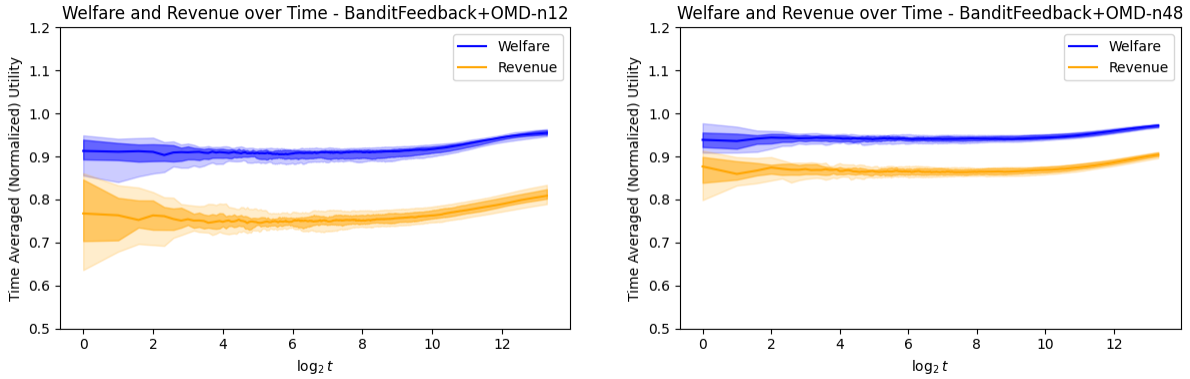 Welfare and Revenue over Time - BanditFeedback+OMD-n12
Welfare
Revenue
Time Averaged (Normalized) Utility
1.2
1.1
1.0
0.9
0.8
0.7
0.6
0.5
0 2 4 6 8 10 12
log₂ t
Welfare and Revenue over Time - BanditFeedback+OMD-n48
Welfare
Revenue
Time Averaged (Normalized) Utility
1.2
1.1
1.0
0.9
0.8
0.7
0.6
0.5
0 2 4 6 8 10 12
log₂ t